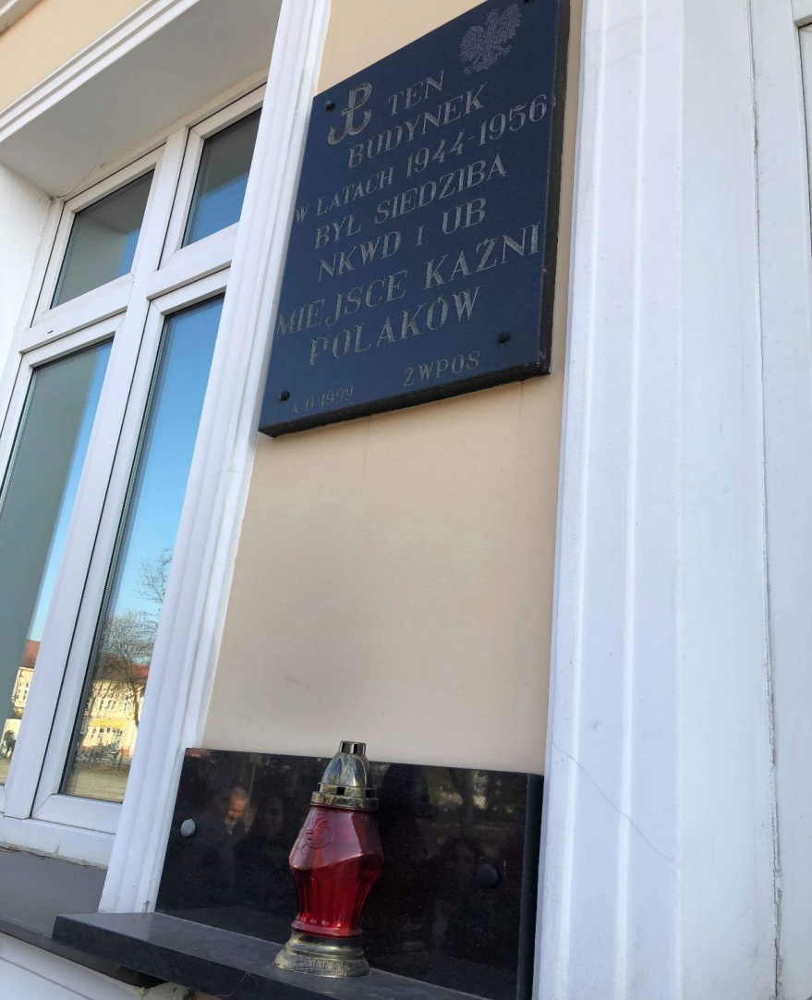 TEN
BUDYNEK
W LATACH 1944-1956
BYŁ SIEDZIBA
NKWD I UB
MIEJSCE KAŹNI
POLAKÓW
A.D 1999 ZWPOS